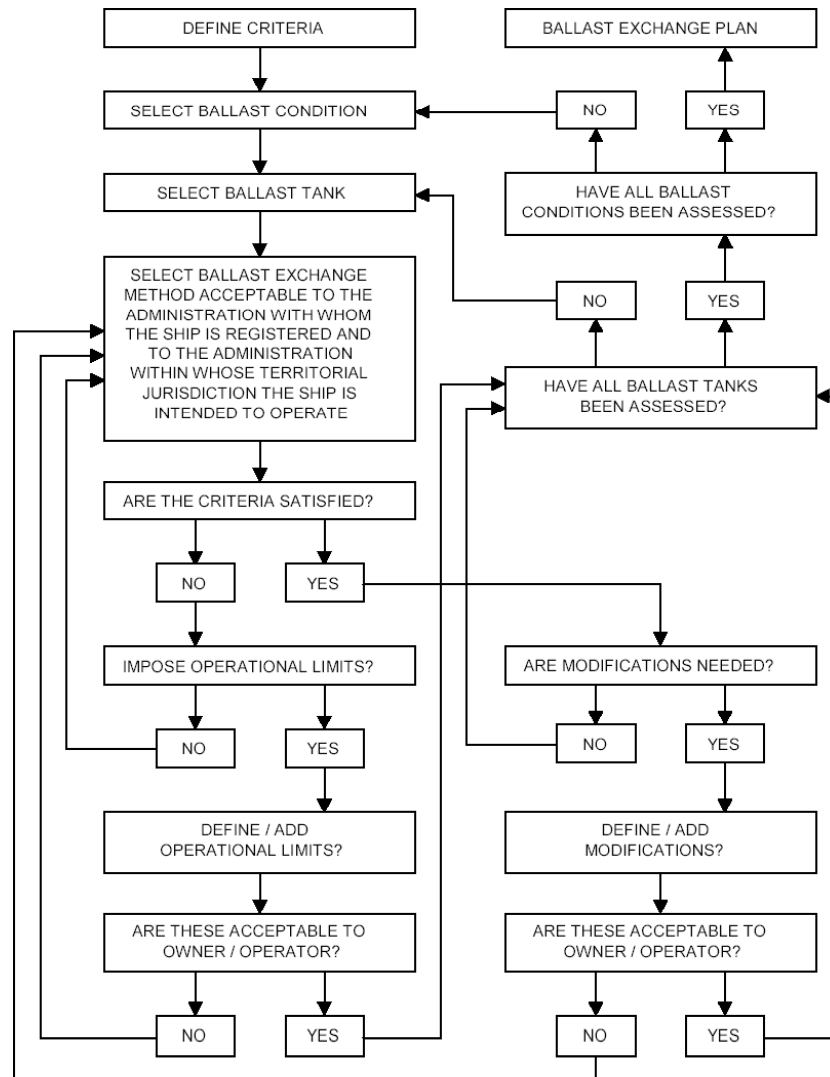 DEFINE CRITERIA
BALLAST EXCHANGE PLAN
SELECT BALLAST CONDITION
NO
YES
SELECT BALLAST TANK
HAVE ALL BALLAST
CONDITIONS BEEN ASSESSED?
SELECT BALLAST EXCHANGE
METHOD ACCEPTABLE TO THE
ADMINISTRATION WITH WHOM
THE SHIP IS REGISTERED AND
TO THE ADMINISTRATION
WITHIN WHOSE TERRITORIAL
JURISDICTION THE SHIP IS
INTENDED TO OPERATE
NO
YES
HAVE ALL BALLAST TANKS
BEEN ASSESSED?
ARE THE CRITERIA SATISFIED?
NO
YES
IMPOSE OPERATIONAL LIMITS?
ARE MODIFICATIONS NEEDED?
NO
YES
NO
YES
DEFINE / ADD
OPERATIONAL LIMITS?
DEFINE / ADD
MODIFICATIONS?
ARE THESE ACCEPTABLE TO
OWNER / OPERATOR?
ARE THESE ACCEPTABLE TO
OWNER / OPERATOR?
NO
YES
NO
YES